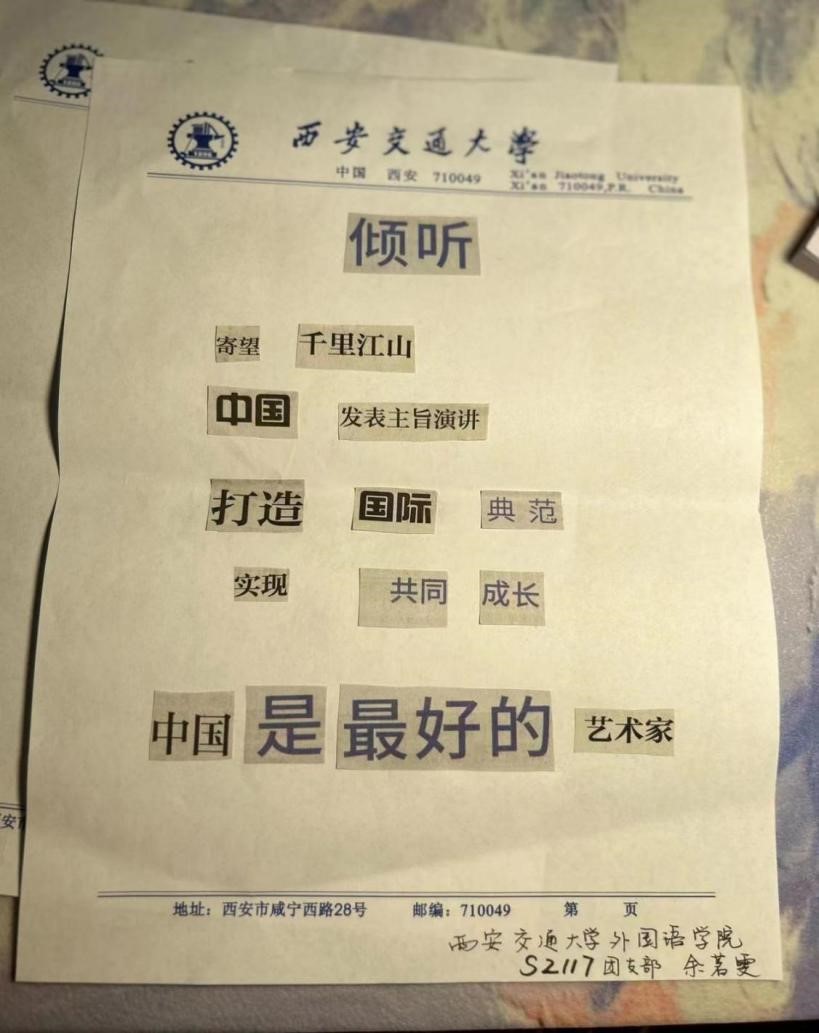 西安交通大学
中国 西安 710049 Xi'an Jiaotong University
Xi'an 710049,P.R. China
倾听
寄望 千里江山
中国 发表主旨演讲
打造 国际 典范
实现 共同 成长
中国 是 最好的 艺术家
地址：西安市咸宁西路28号 邮编：710049 第 页
西安交通大学外国语学院
S2117团支部 余茗雯